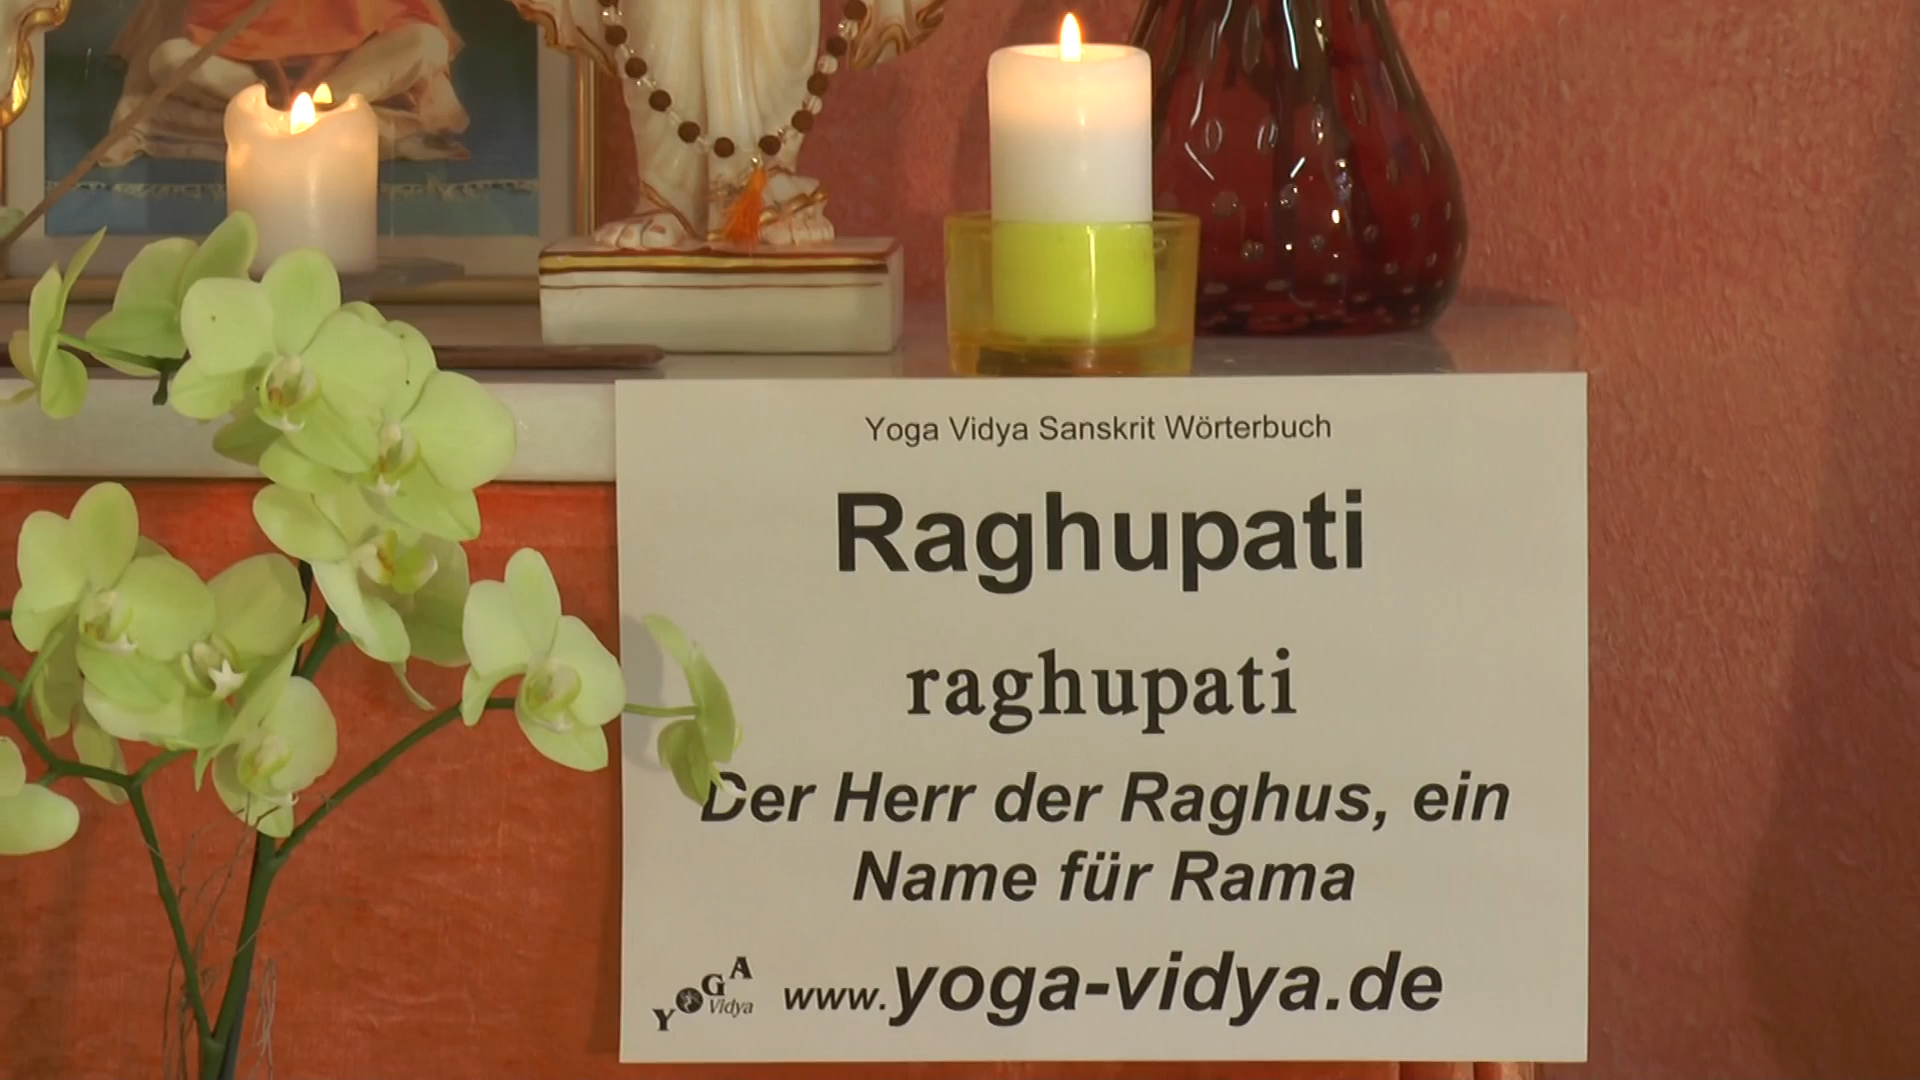 Yoga Vidya Sanskrit Wörterbuch
Raghupati
raghupati
Der Herr der Raghus, ein
Name für Rama
YOGA Vidya
www.yoga-vidya.de